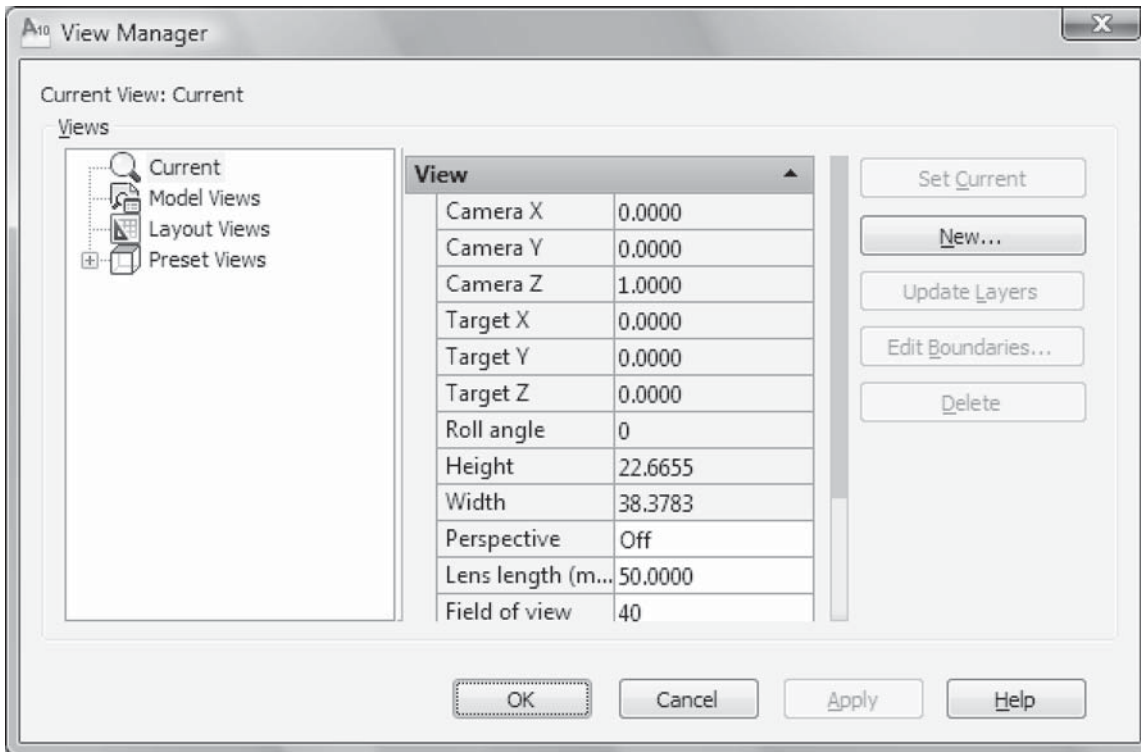 A10 View Manager
Current View: Current
Views
Current
Model Views
Layout Views
Preset Views
View
Camera X 0.0000
Camera Y 0.0000
Camera Z 1.0000
Target X 0.0000
Target Y 0.0000
Target Z 0.0000
Roll angle 0
Height 22.6655
Width 38.3783
Perspective Off
Lens length (m... 50.0000
Field of view 40
Set Current
New...
Update Layers
Edit Boundaries...
Delete
OK Cancel Apply Help